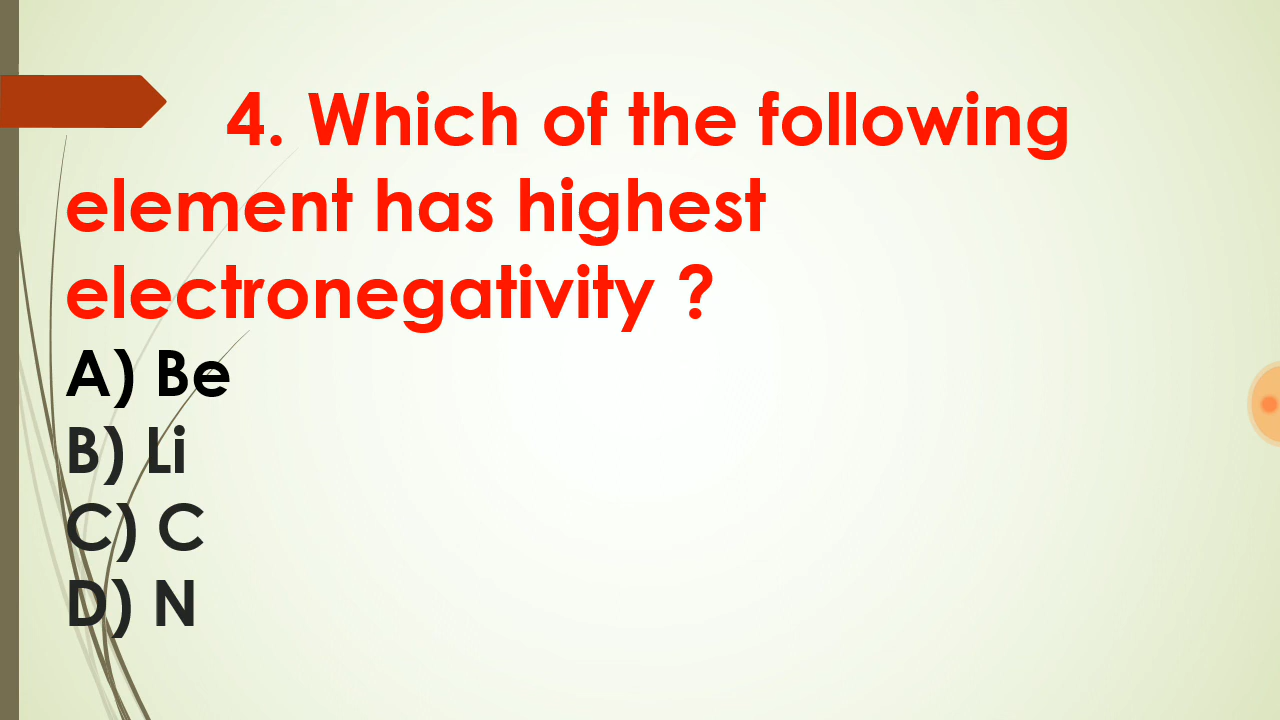 4. Which of the following
element has highest
electronegativity ?
A) Be
B) Li
C) C
D) N